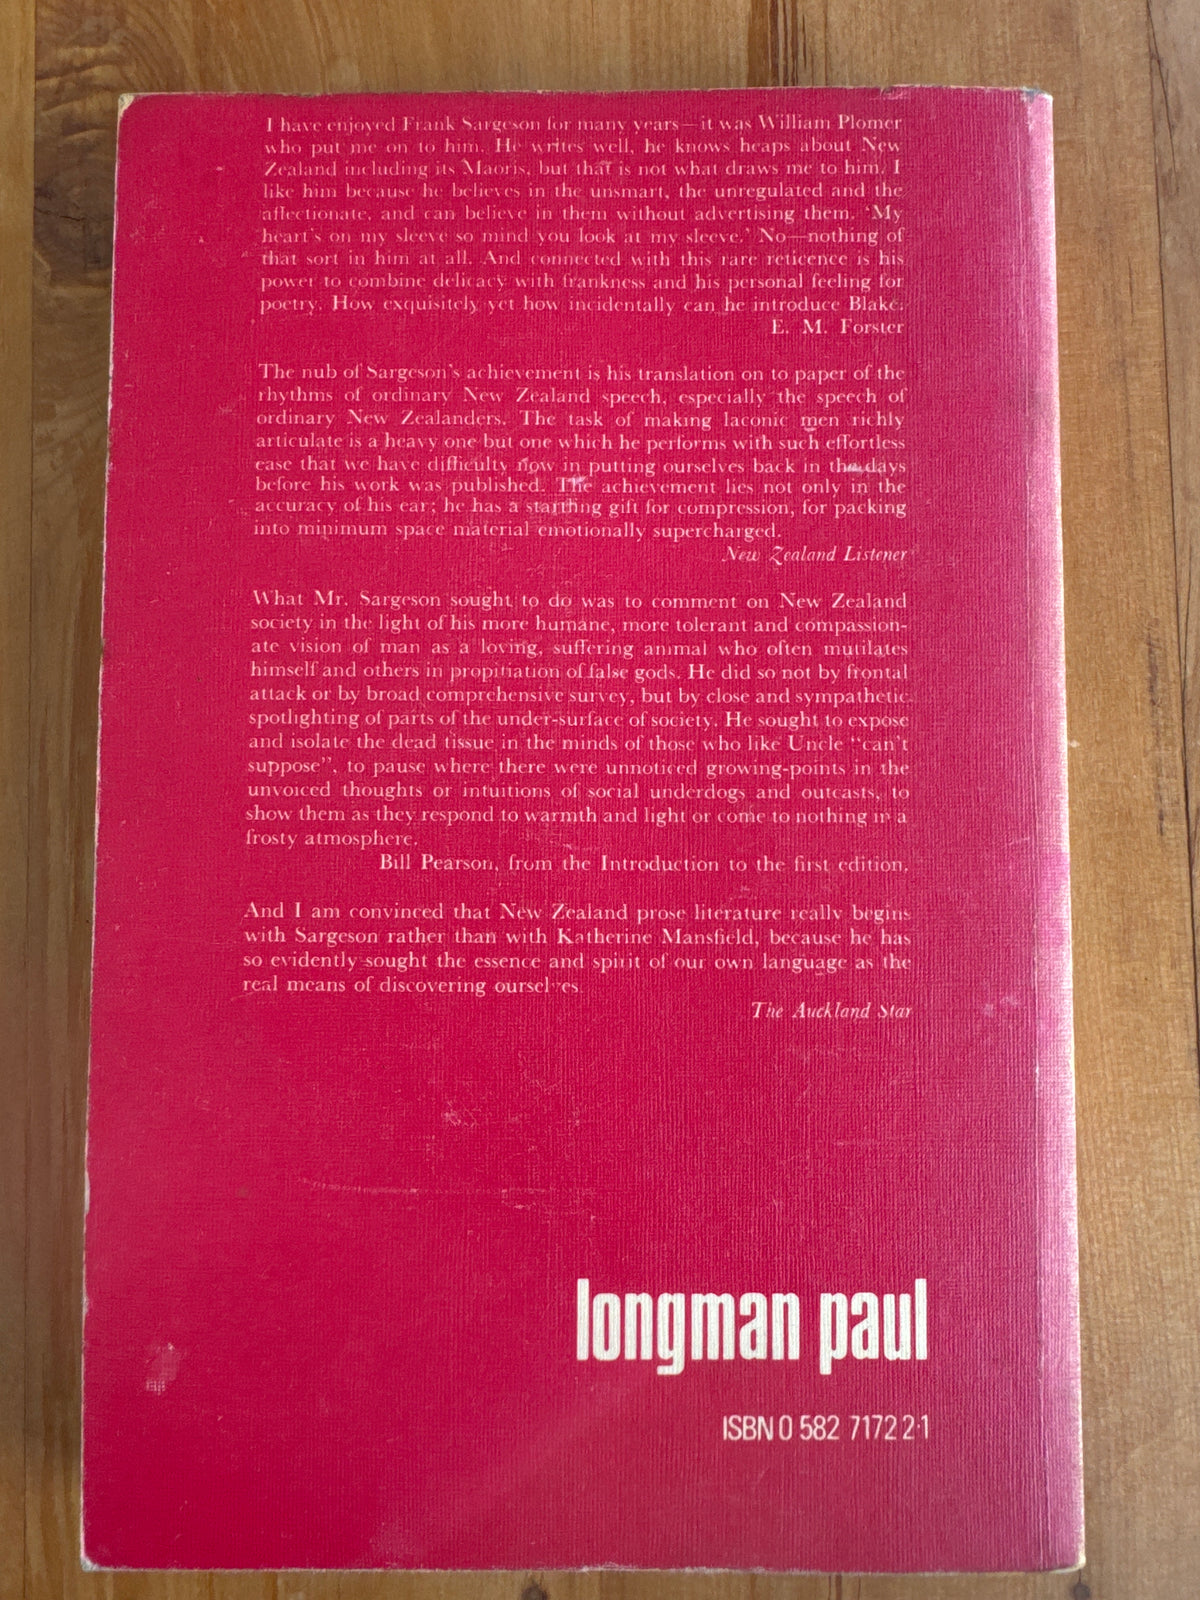 I have enjoyed Frank Sargeson for many years—it was William Plomer
who put me on to him. He writes well, he knows heaps about New
Zealand including its Maoris, but that is not what draws me to him. I
like him because he believes in the unsmart, the unregulated and the
affectionate, and can believe in them without advertising them. 'My
heart's on my sleeve so mind you look at my sleeve.' No—nothing of
that sort in him at all. And connected with this rare reticence is his
power to combine delicacy with frankness and his personal feeling for
poetry. How exquisitely yet how incidentally can he introduce Blake.
E. M. Forster
The nub of Sargeson's achievement is his translation on to paper of the
rhythms of ordinary New Zealand speech, especially the speech of
ordinary New Zealanders. The task of making laconic men richly
articulate is a heavy one but one which he performs with such effortless
ease that we have difficulty now in putting ourselves back in the days
before his work was published. The achievement lies not only in the
accuracy of his ear; he has a startling gift for compression, for packing
into minimum space material emotionally supercharged.
New Zealand Listener
What Mr. Sargeson sought to do was to comment on New Zealand
society in the light of his more humane, more tolerant and compassion-
ate vision of man as a loving, suffering animal who often mutilates
himself and others in propitiation of false gods. He did so not by frontal
attack or by broad comprehensive survey, but by close and sympathetic
spotlighting of parts of the under-surface of society. He sought to expose
and isolate the dead tissue in the minds of those who like Uncle "can't
suppose", to pause where there were unnoticed growing-points in the
unvoiced thoughts or intuitions of social underdogs and outcasts, to
show them as they respond to warmth and light or come to nothing in a
frosty atmosphere.
Bill Pearson, from the Introduction to the first edition.
And I am convinced that New Zealand prose literature really begins
with Sargeson rather than with Katherine Mansfield, because he has
so evidently sought the essence and spirit of our own language as the
real means of discovering ourselves.
The Auckland Star
longman paul
ISBN 0 582 71722·1